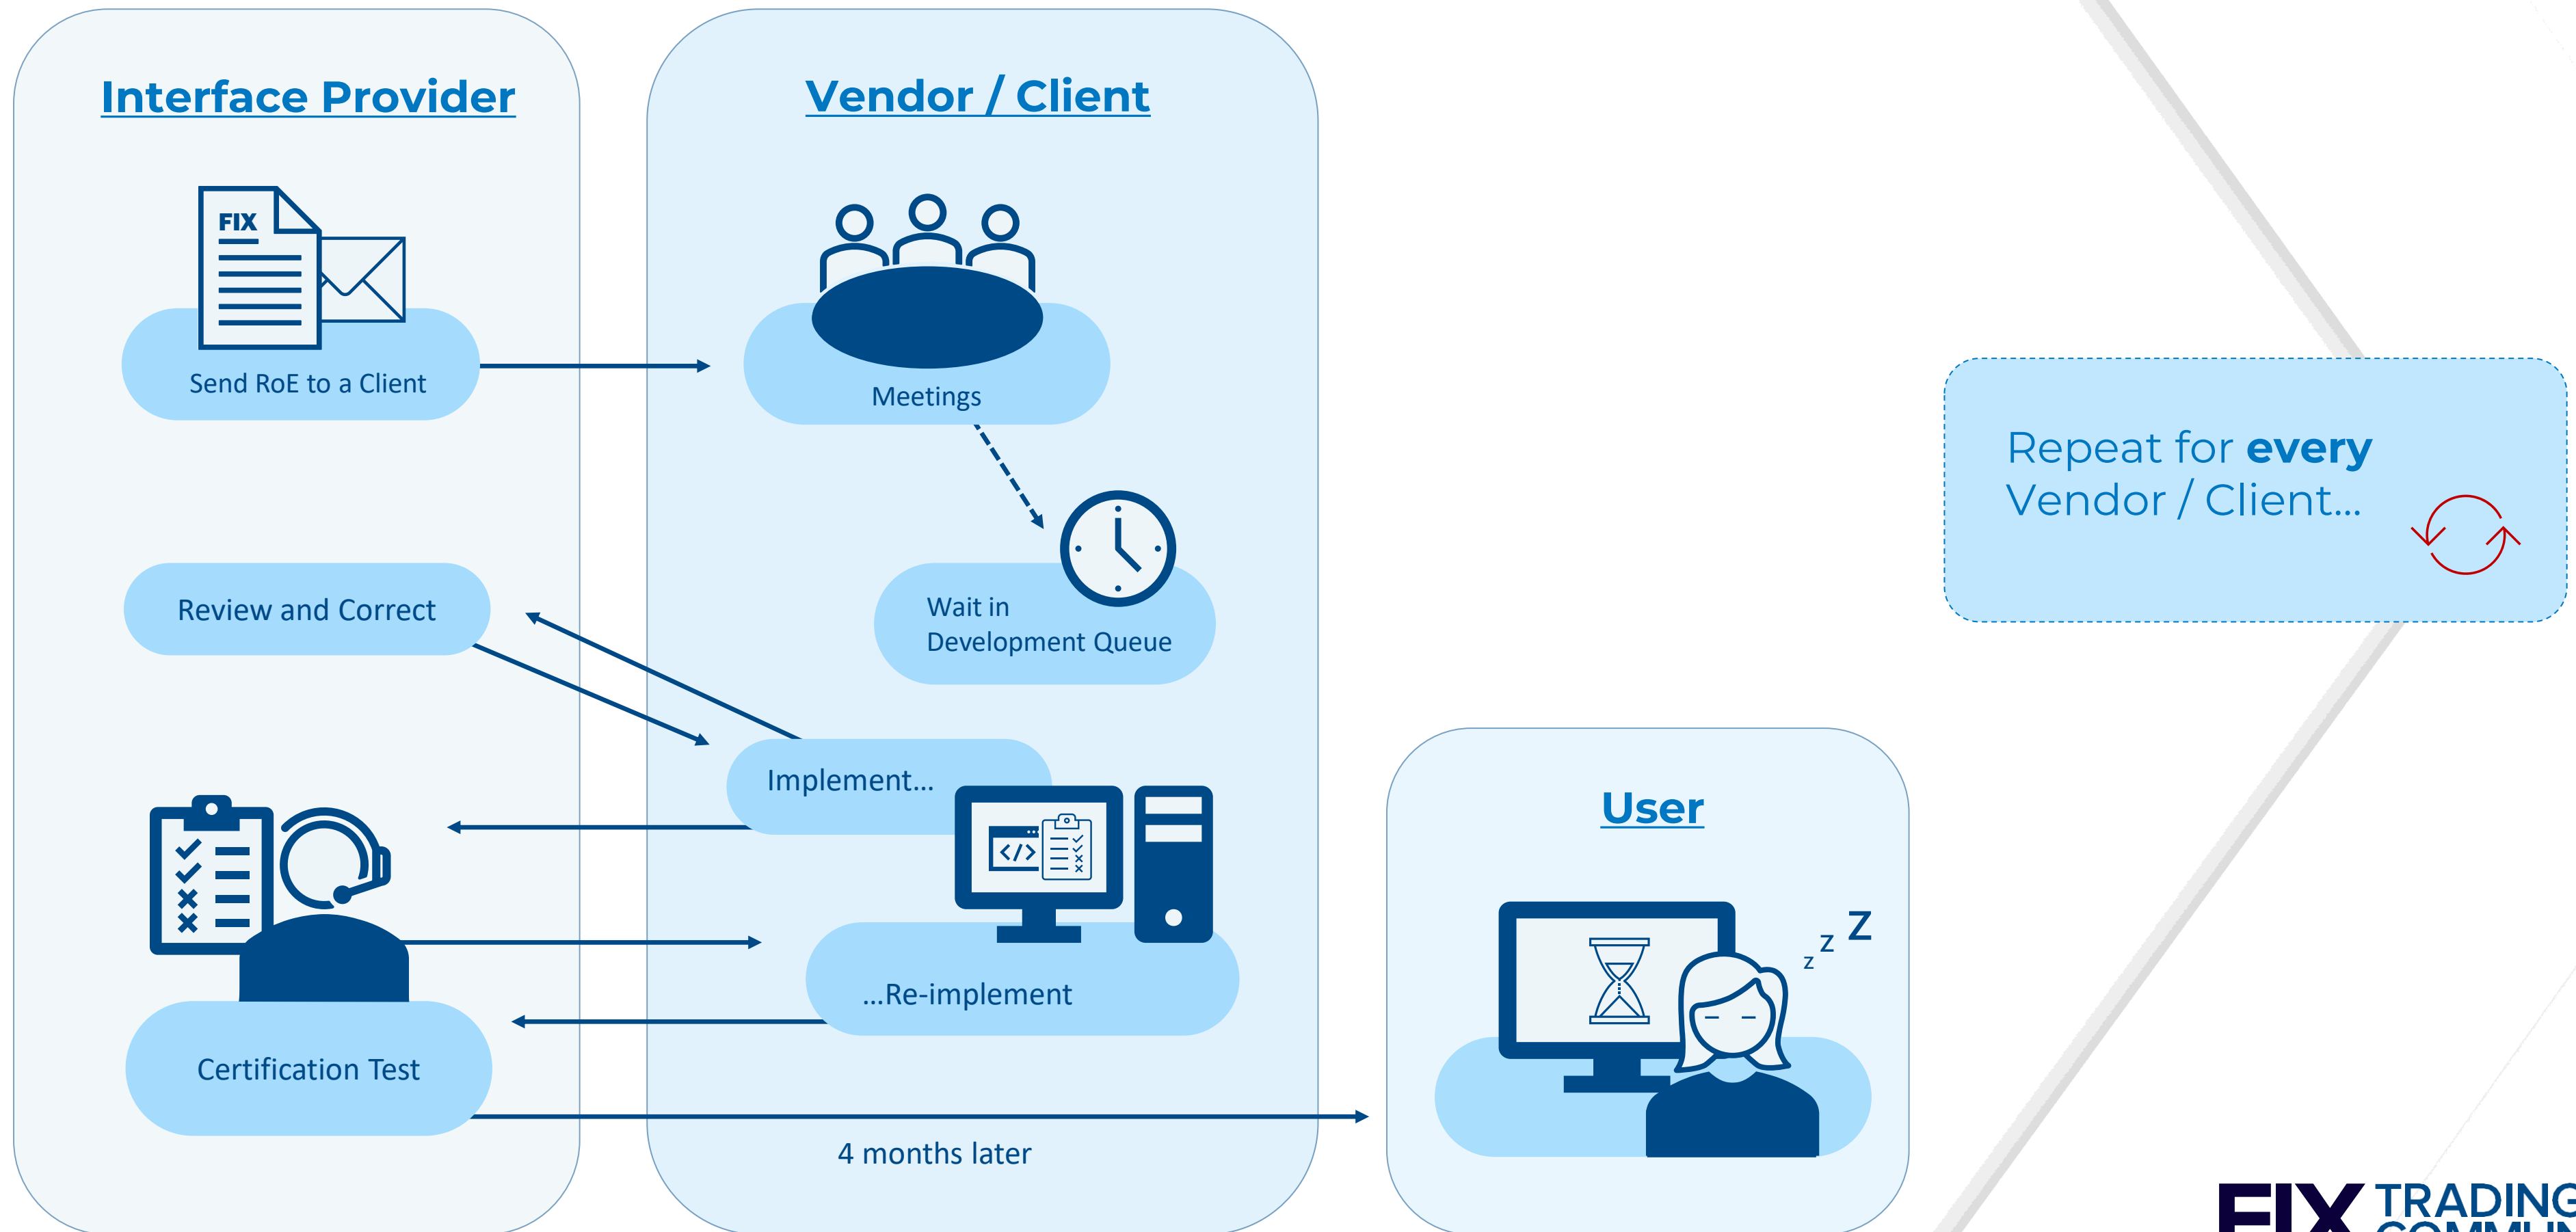 Interface Provider
Vendor / Client
FIX
Send RoE to a Client
Meetings
Review and Correct
Wait in
Development Queue
Implement...
</>
...Re-implement
Certification Test
4 months later
User
z z Z
Repeat for every
Vendor / Client...
FIX TRADING